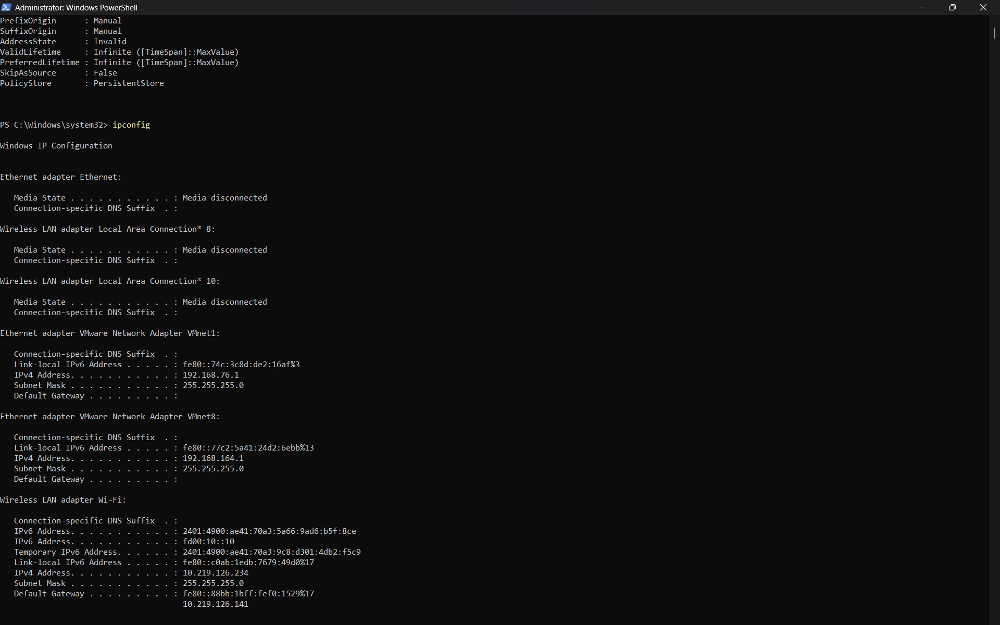 Administrator: Windows PowerShell
PrefixOrigin      : Manual
SuffixOrigin      : Manual
AddressState      : Invalid
ValidLifetime     : Infinite ([TimeSpan]::MaxValue)
PreferredLifetime : Infinite ([TimeSpan]::MaxValue)
SkipAsSource      : False
PolicyStore       : PersistentStore
PS C:\Windows\system32> ipconfig
Windows IP Configuration
Ethernet adapter Ethernet:
   Media State . . . . . . . . . . . : Media disconnected
   Connection-specific DNS Suffix  . :
Wireless LAN adapter Local Area Connection* 8:
   Media State . . . . . . . . . . . : Media disconnected
   Connection-specific DNS Suffix  . :
Wireless LAN adapter Local Area Connection* 10:
   Media State . . . . . . . . . . . : Media disconnected
   Connection-specific DNS Suffix  . :
Ethernet adapter VMware Network Adapter VMnet1:
   Connection-specific DNS Suffix  . :
   Link-local IPv6 Address . . . . . : fe80::74c:3c8d:de2:16af%3
   IPv4 Address. . . . . . . . . . . : 192.168.76.1
   Subnet Mask . . . . . . . . . . . : 255.255.255.0
   Default Gateway . . . . . . . . . :
Ethernet adapter VMware Network Adapter VMnet8:
   Connection-specific DNS Suffix  . :
   Link-local IPv6 Address . . . . . : fe80::77c2:5a41:24d2:6ebb%13
   IPv4 Address. . . . . . . . . . . : 192.168.164.1
   Subnet Mask . . . . . . . . . . . : 255.255.255.0
   Default Gateway . . . . . . . . . :
Wireless LAN adapter Wi-Fi:
   Connection-specific DNS Suffix  . :
   IPv6 Address. . . . . . . . . . . : 2401:4900:ae41:70a3:5a66:9ad6:b5f:8ce
   IPv6 Address. . . . . . . . . . . : fd00:10::10
   Temporary IPv6 Address. . . . . . : 2401:4900:ae41:70a3:9c8:d301:4db2:f5c9
   Link-local IPv6 Address . . . . . : fe80::c0ab:1edb:7679:49d0%17
   IPv4 Address. . . . . . . . . . . : 10.219.126.234
   Subnet Mask . . . . . . . . . . . : 255.255.255.0
   Default Gateway . . . . . . . . . : fe80::88bb:1bff:fef0:1529%17
                                       10.219.126.141